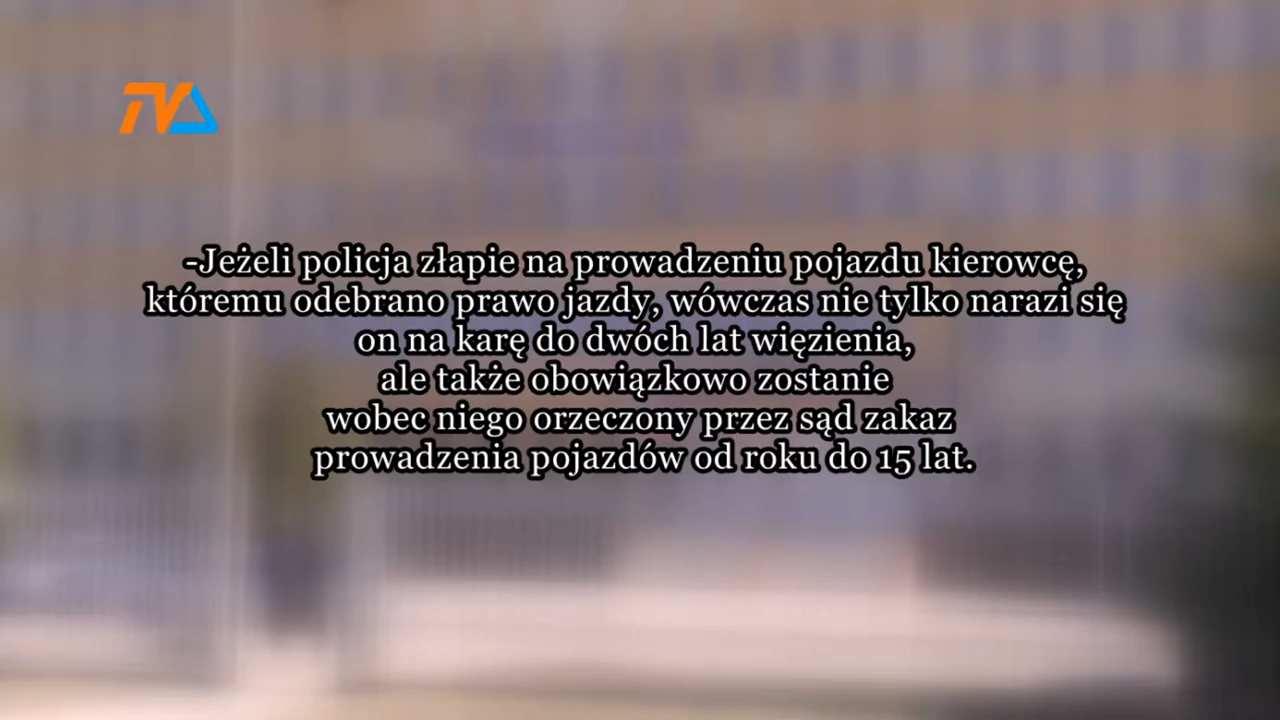 TVA
-Jeżeli policja złapie na prowadzeniu pojazdu kierowcę,
któremu odebrano prawo jazdy, wówczas nie tylko narazi się
on na karę do dwóch lat więzienia,
ale także obowiązkowo zostanie
wobec niego orzeczony przez sąd zakaz
prowadzenia pojazdów od roku do 15 lat.